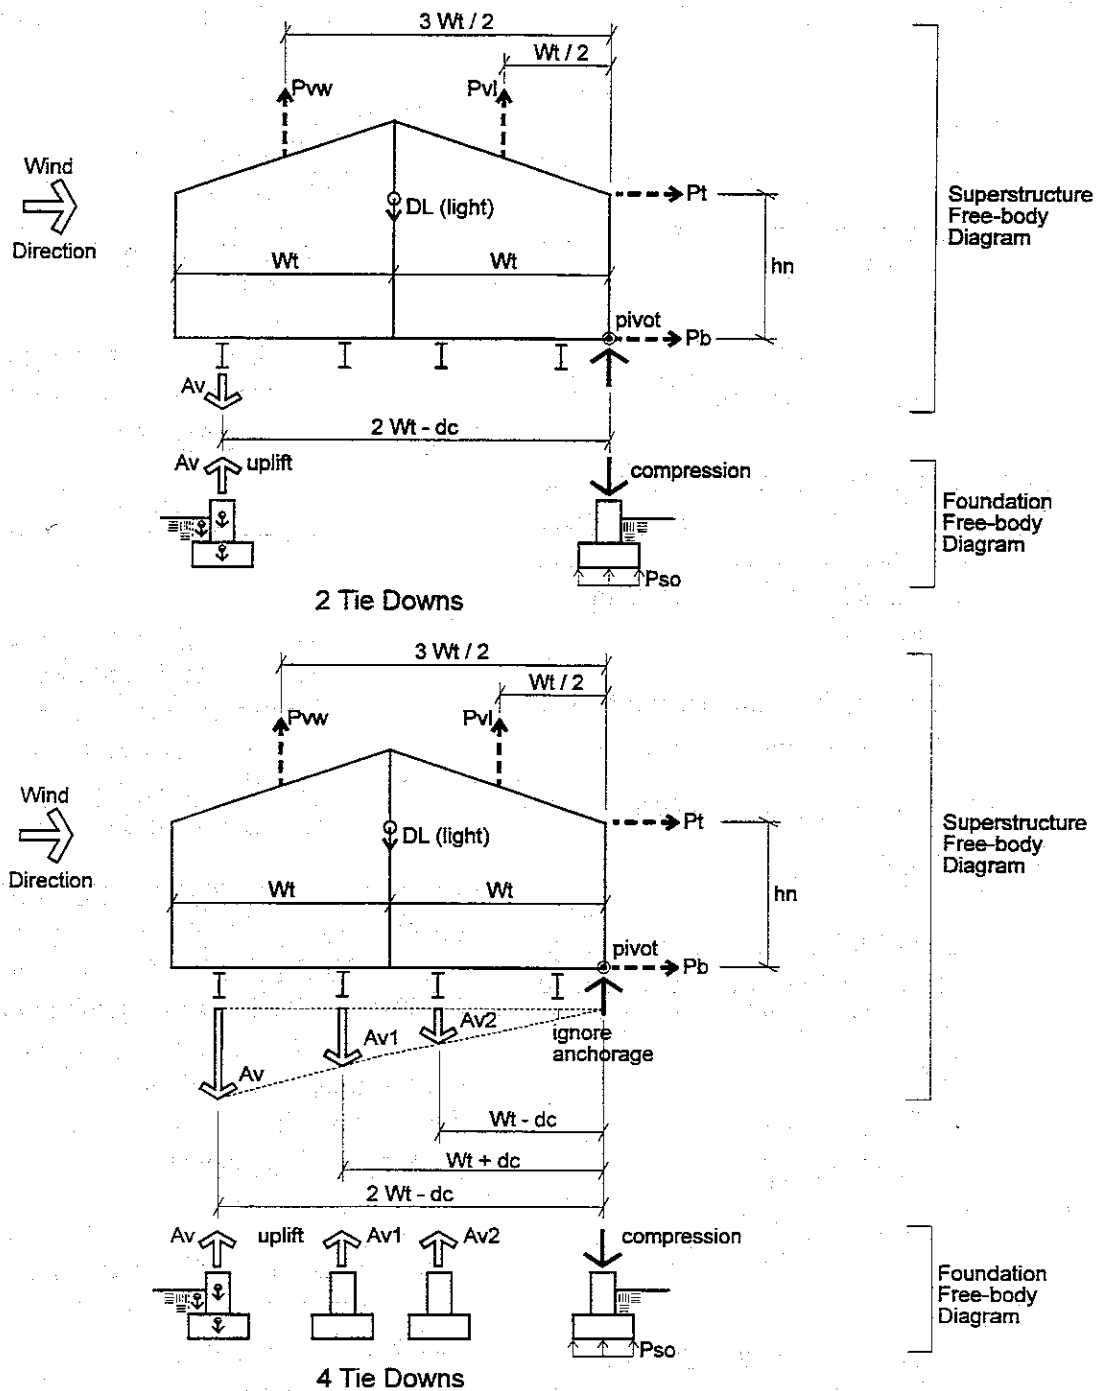 3 Wt / 2
Wt / 2
Pvw
Pvl
Wind
Direction
DL (light)
Pt
Wt
Wt
hn
pivot
Pb
Av
2 Wt - dc
Av uplift
compression
Pso
2 Tie Downs
Superstructure
Free-body
Diagram
Foundation
Free-body
Diagram
3 Wt / 2
Wt / 2
Pvw
Pvl
Wind
Direction
DL (light)
Pt
Wt
Wt
hn
pivot
Pb
Av
Av1
Av2
ignore
anchorage
Wt - dc
Wt + dc
2 Wt - dc
Av
uplift
Av1
Av2
compression
Pso
4 Tie Downs
Superstructure
Free-body
Diagram
Foundation
Free-body
Diagram